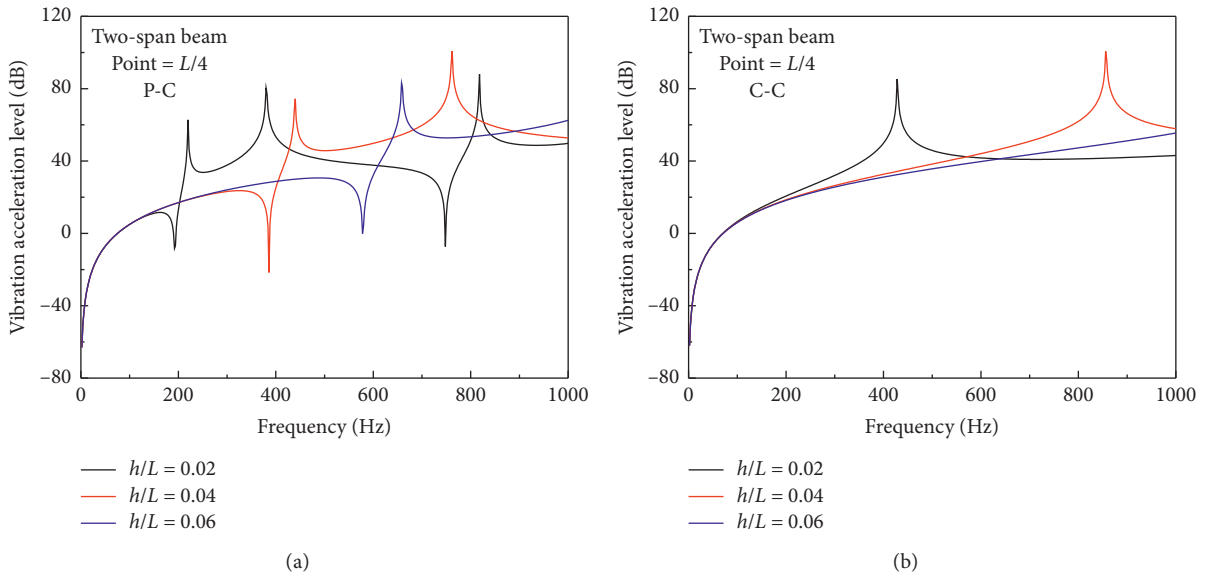 Two-span beam
Point = L/4
P-C
120
80
40
0
−40
−80
Vibration acceleration level (dB)
0 200 400 600 800 1000
Frequency (Hz)
h/L = 0.02
h/L = 0.04
h/L = 0.06
(a)
Two-span beam
Point = L/4
C-C
120
80
40
0
−40
−80
Vibration acceleration level (dB)
0 200 400 600 800 1000
Frequency (Hz)
h/L = 0.02
h/L = 0.04
h/L = 0.06
(b)